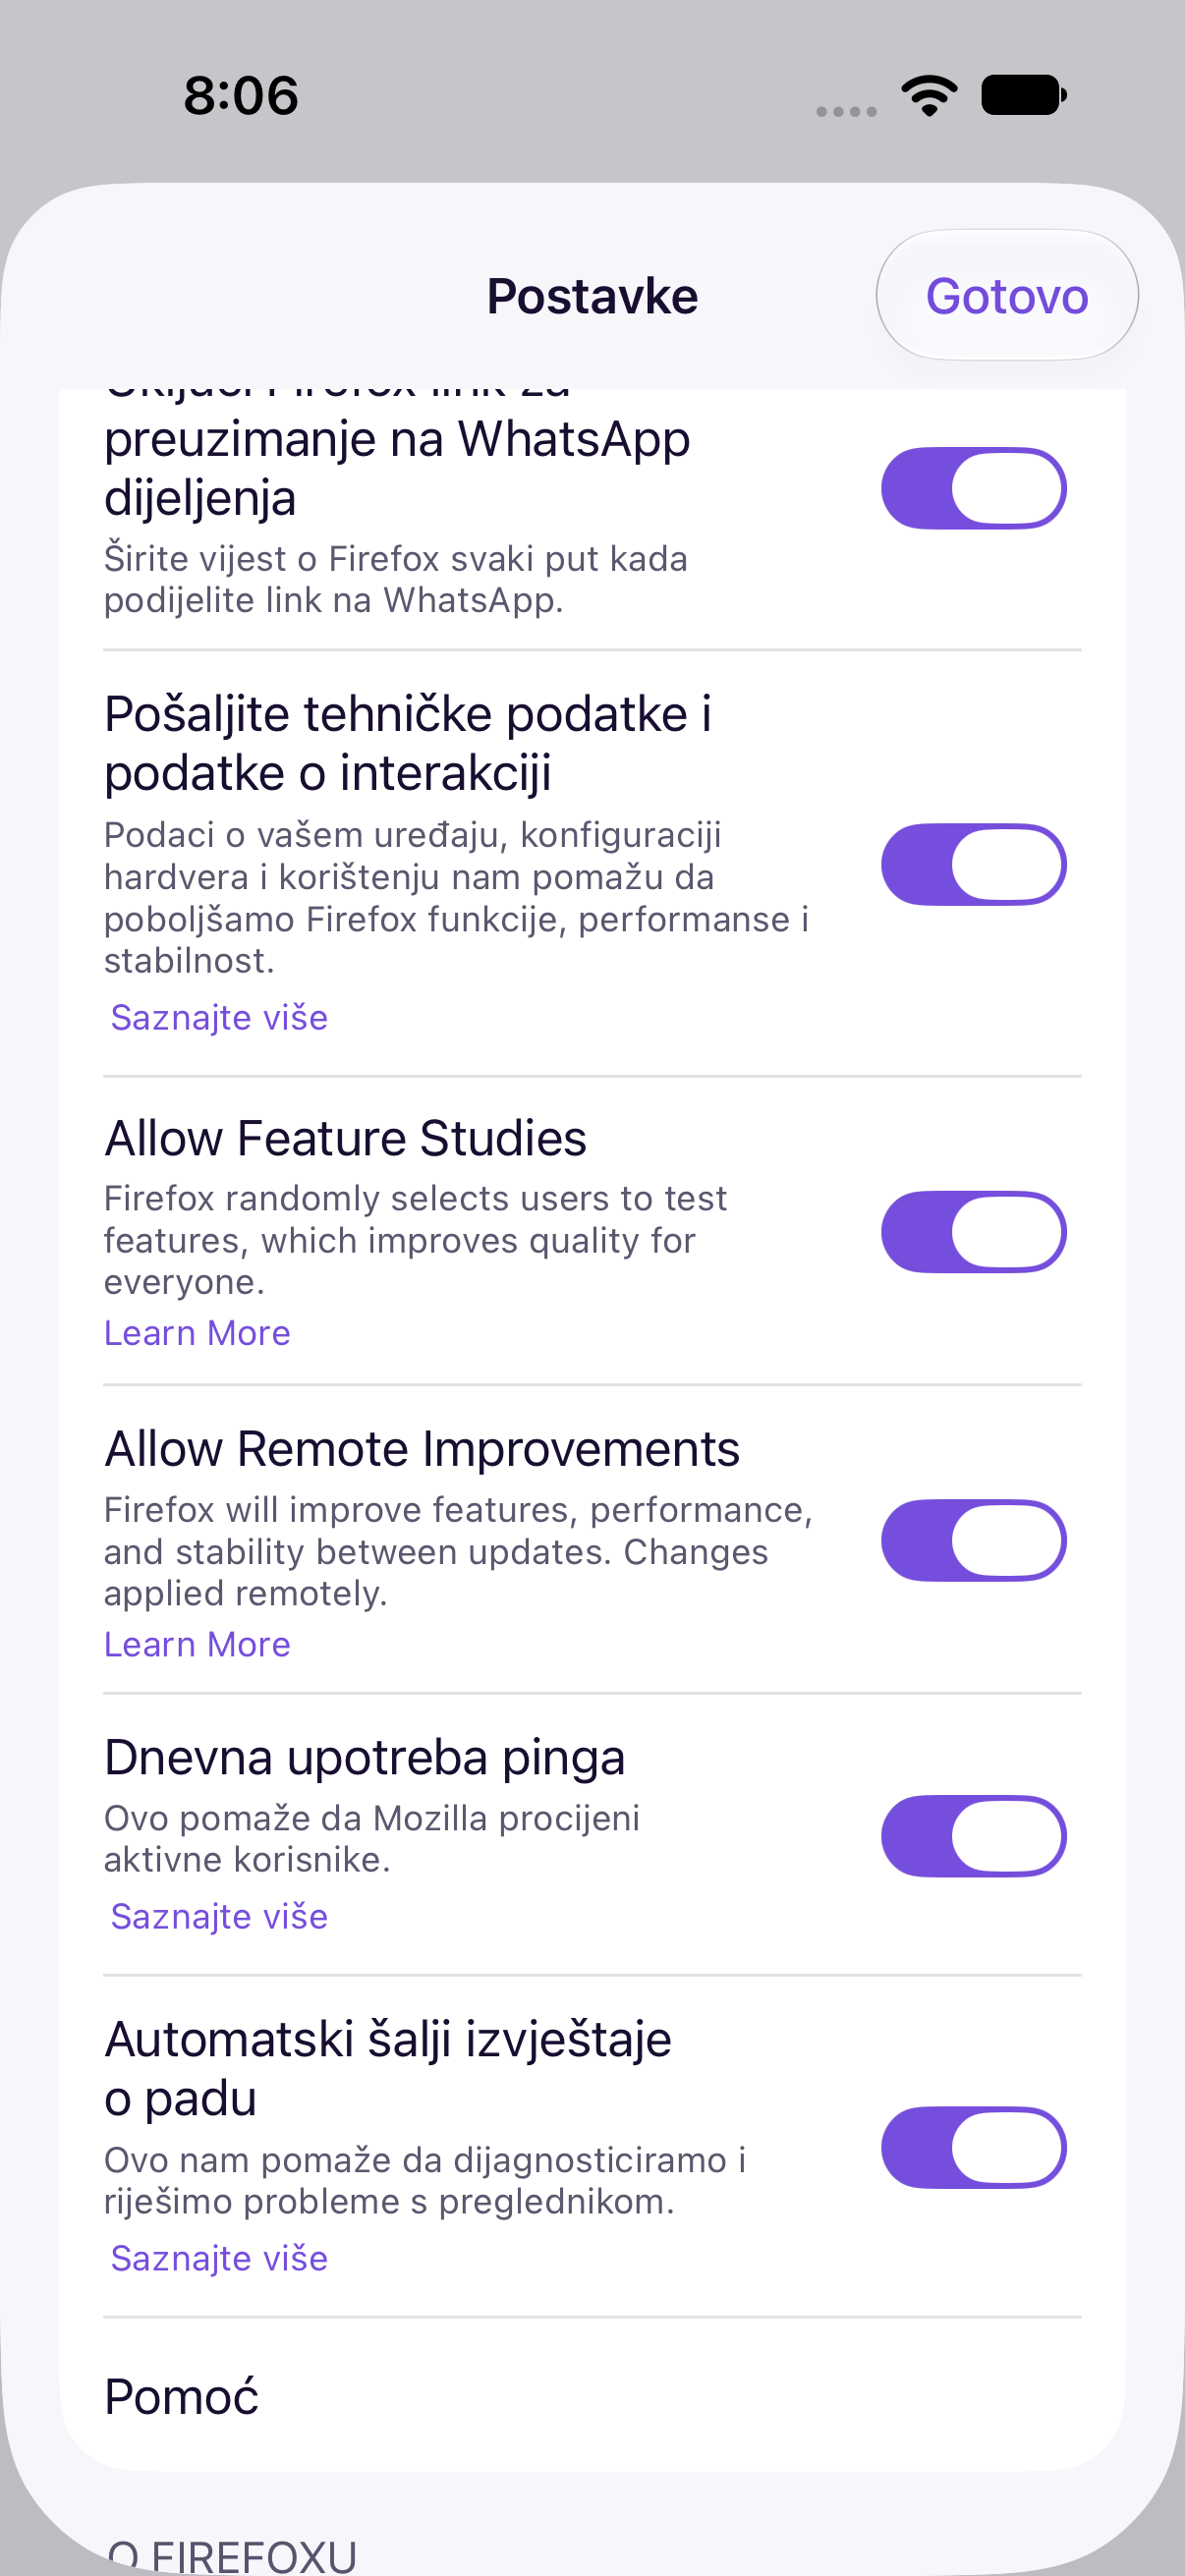 8:06
Postavke
Gotovo
Firefox link za
preuzimanje na WhatsApp
dijeljenja
Širite vijest o Firefox svaki put kada
podijelite link na WhatsApp.
Pošaljite tehničke podatke i
podatke o interakciji
Podaci o vašem uređaju, konfiguraciji
hardvera i korištenju nam pomažu da
poboljšamo Firefox funkcije, performanse i
stabilnost.
Saznajte više
Allow Feature Studies
Firefox randomly selects users to test
features, which improves quality for
everyone.
Learn More
Allow Remote Improvements
Firefox will improve features, performance,
and stability between updates. Changes
applied remotely.
Learn More
Dnevna upotreba pinga
Ovo pomaže da Mozilla procijeni
aktivne korisnike.
Saznajte više
Automatski šalji izvještaje
o padu
Ovo nam pomaže da dijagnosticiramo i
riješimo probleme s preglednikom.
Saznajte više
Pomoć
O FIREFOXU